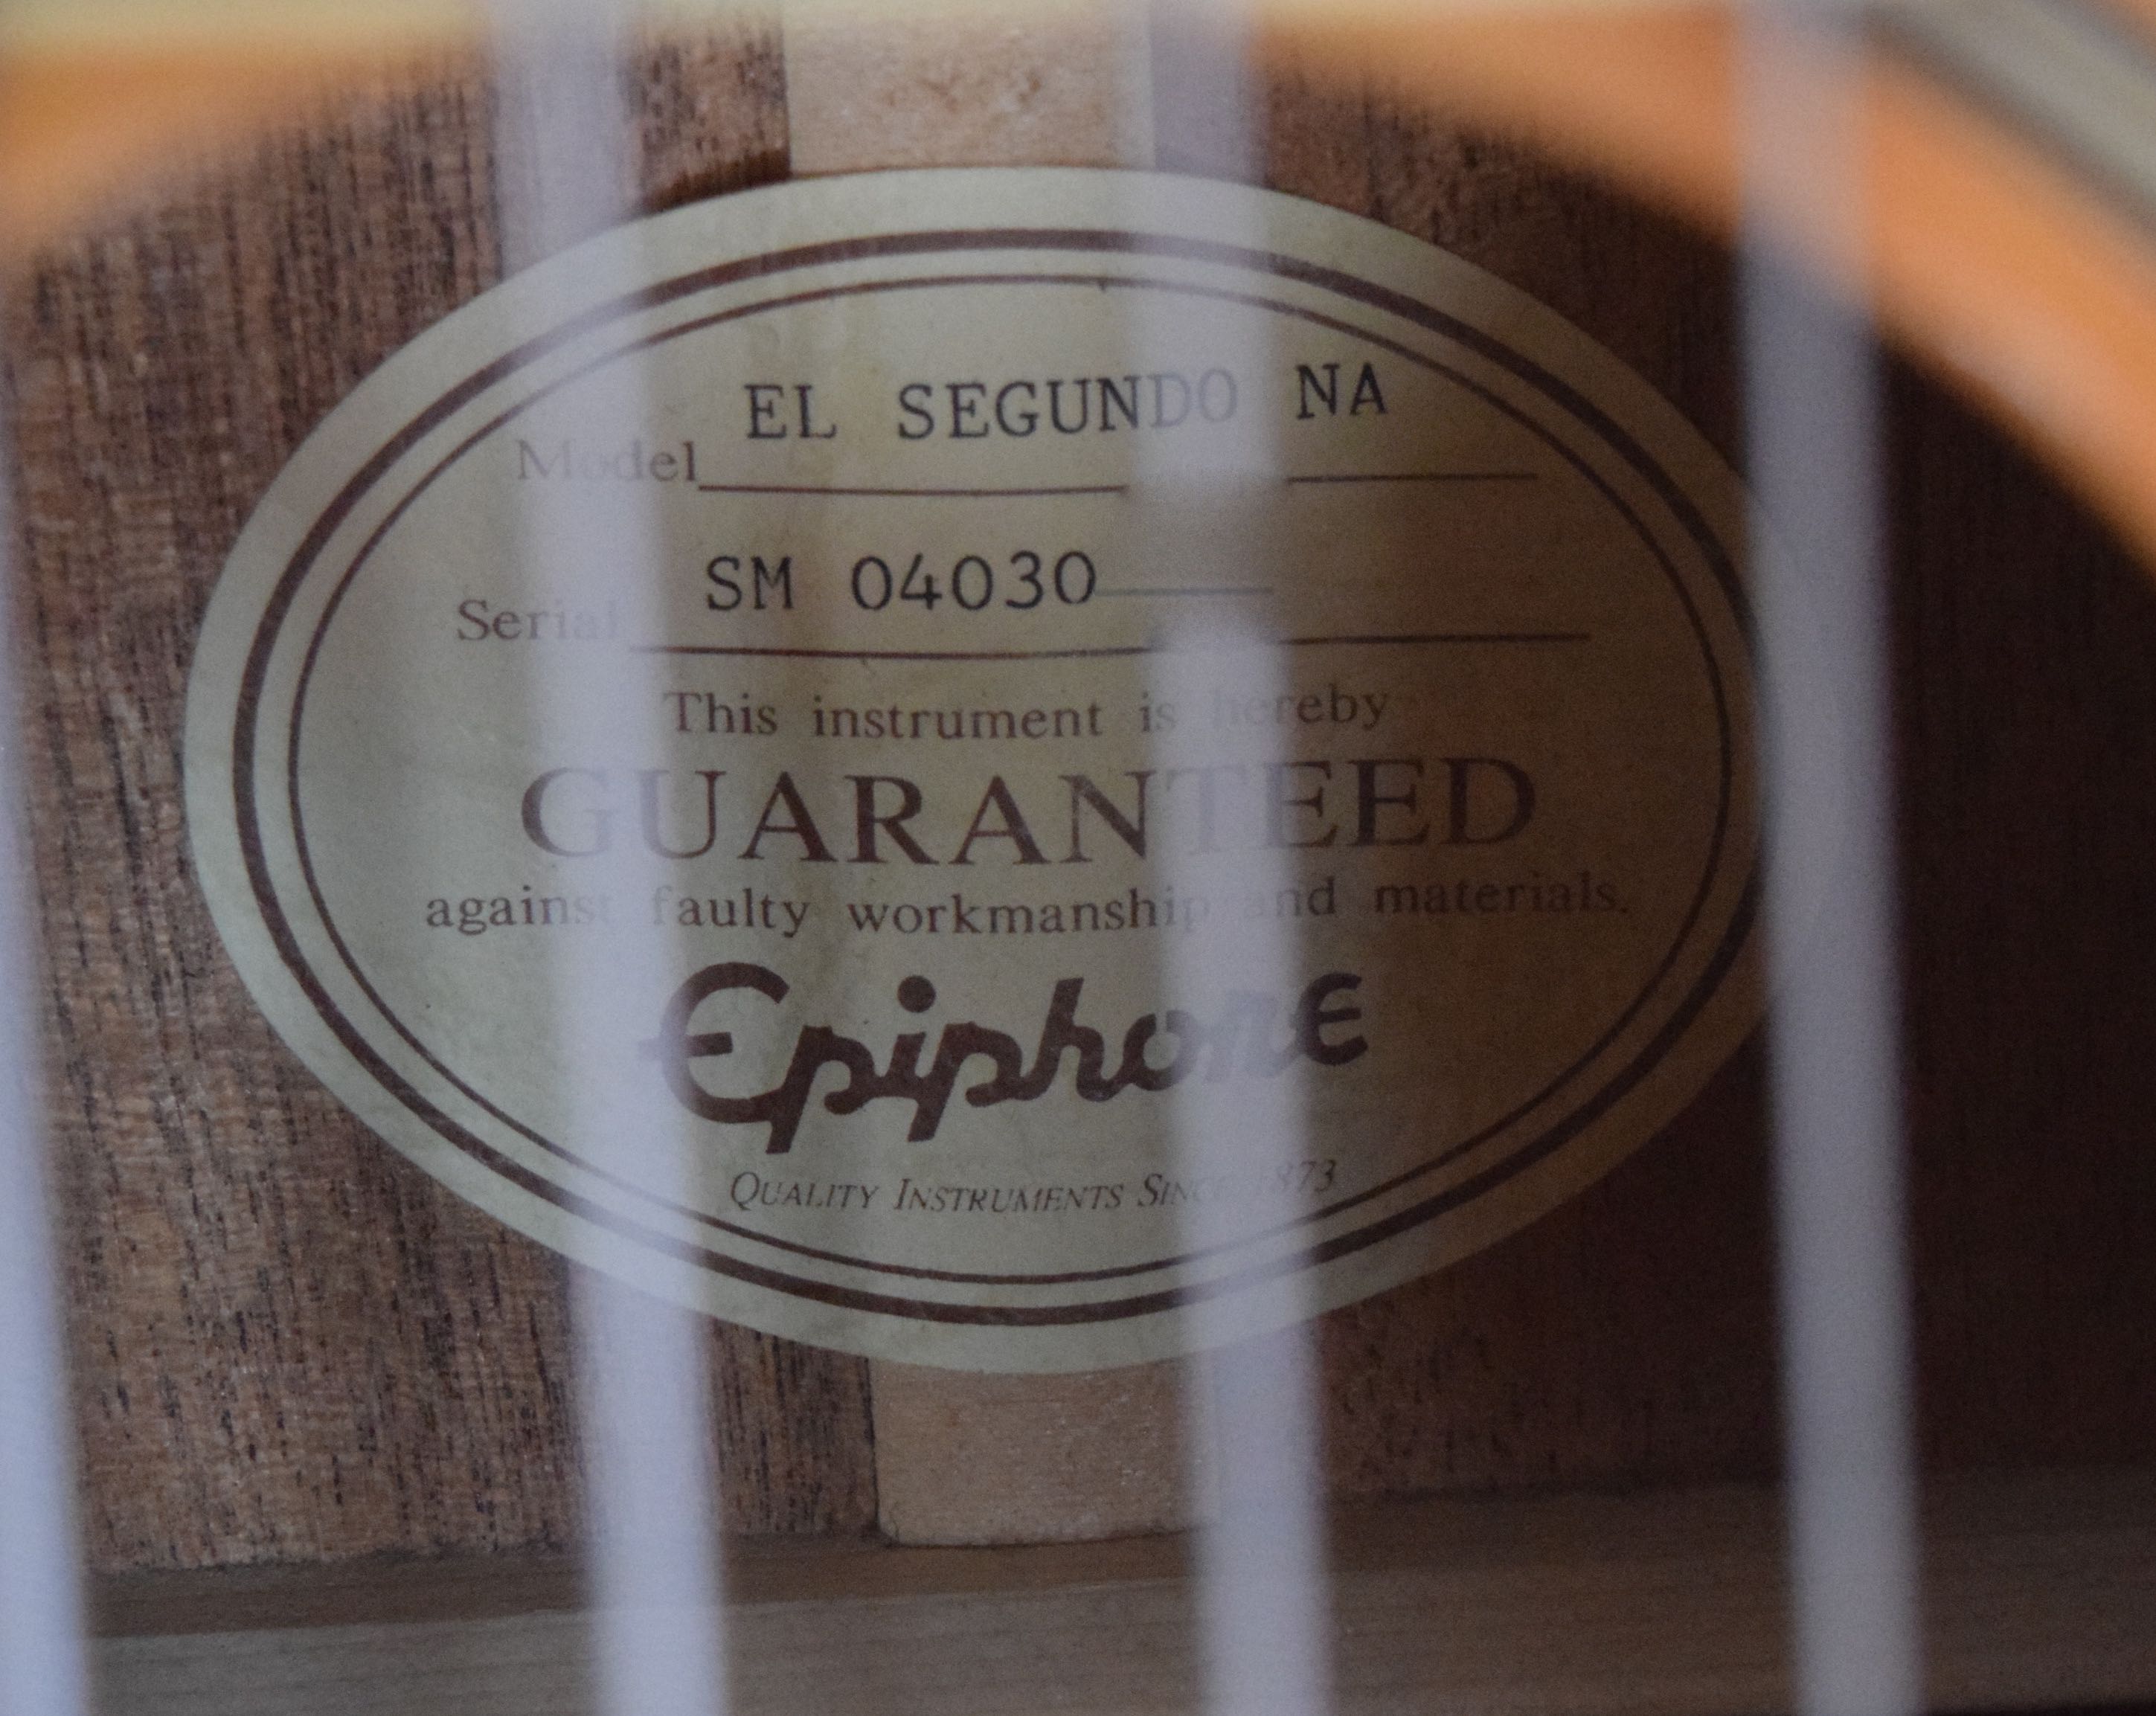 Model EL SEGUNDO NA
Serial SM 04030
This instrument is hereby
GUARANTEED
against faulty workmanship and materials.
Epiphone
QUALITY INSTRUMENTS SINCE 1873